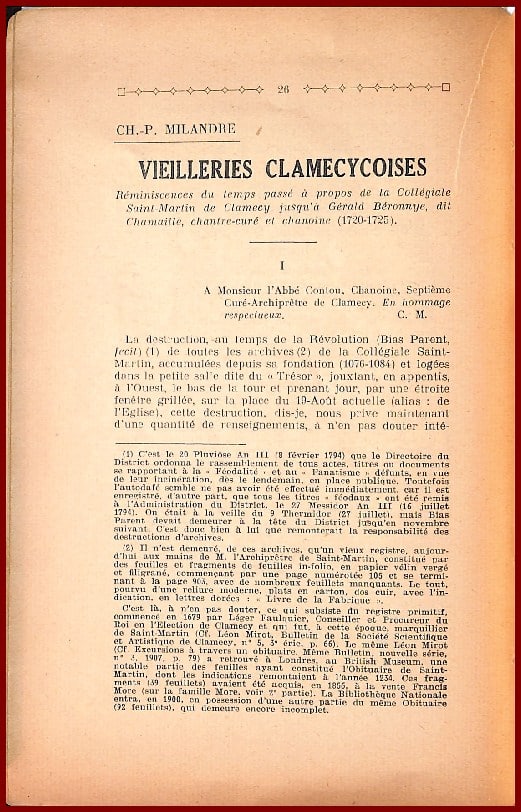 26
CH.-P. MILANDRE
VIEILLERIES CLAMECYCOISES
Réminiscences du temps passé à propos de la Collégiale
Saint-Martin de Clamecy jusqu'à Gérald Béronnye, dit
Chamaille, chantre-curé et chanoine (1720-1725).
I
A Monsieur l'Abbé Contou, Chanoine, Septième
Curé-Archiprêtre de Clamecy. En hommage
respectueux. C. M.
La destruction, au temps de la Révolution (Bias Parent,
fecit) (1) de toutes les archives (2) de la Collégiale Saint-
Martin, accumulées depuis sa fondation (1076-1084) et logées
dans la petite salle dite du « Trésor », jouxtant, en appentis,
à l'Ouest, le bas de la tour et prenant jour, par une étroite
fenêtre grillée, sur la place du 19-Août actuelle (alias : de
l'Eglise), cette destruction, dis-je, nous prive maintenant
d'une quantité de renseignements, à n'en pas douter inté-
(1) C'est le 20 Pluviôse An III (8 février 1794) que le Directoire du
District ordonna le rassemblement de tous actes, titres ou documents
se rapportant à la « Féodalité » et au « Fanatisme » défunts, en vue
de leur incinération, dès le lendemain, en place publique. Toutefois
l'autodafé semble ne pas avoir été effectué immédiatement, car il est
enregistré, d'autre part, que tous les titres « féodaux » ont été remis
à l'Administration du District, le 27 Messidor An III (16 juillet
1794). On était à la veille du 9 Thermidor (27 juillet), mais Bias
Parent devait demeurer à la tête du District jusqu'en novembre
suivant. C'est donc bien à lui que remonterait la responsabilité des
destructions d'archives.
(2) Il n'est demeuré, de ces archives, qu'un vieux registre, aujour-
d'hui aux mains de M. l'Archiprêtre de Saint-Martin, constitué par
des feuilles et fragments de feuilles in-folio, en papier vélin vergé
et filigrané, commençant par une page numérotée 105 et se termi-
nant à la page 903, avec de nombreux feuillets manquants. Le tout,
pourvu d'une reliure moderne, plats en carton, dos cuir, avec l'in-
dication, en lettres dorées : « Livre de la Fabrique ».
C'est là, à n'pas douter, ce qui subsiste du registre primitif,
commencé en 1679 par Léger Faulquier, Conseiller et Procureur du
Roi en l'Election de Clamecy et qui fut, à cette époque, marguillier
de Saint-Martin (Cf. Léon Mirot, Bulletin de la Société Scientifique
et Artistique de Clamecy, n° 5, 3e érie, p. 66). Le même Léon Mirot
(Cf. Excursions à travers un obituaire. Même Bulletin, nouvelle série,
1907, p. 79) a retrouvé à Londres, au British Museum, une
notable partie des feuilles ayant constitué l'Obituaire de Saint-
Martin, dont les indications remontaient à l'année 1234. Ces frag-
ments (39 feuillets) avaient été acquis, en 1855, à la vente Francis
More (sur la famille More, voir 2e partie). La Bibliothèque Nationale
entra, en 1900, en possession d'une autre partie du même Obituaire
(92 feuillets), qui demeure encore incomplet.